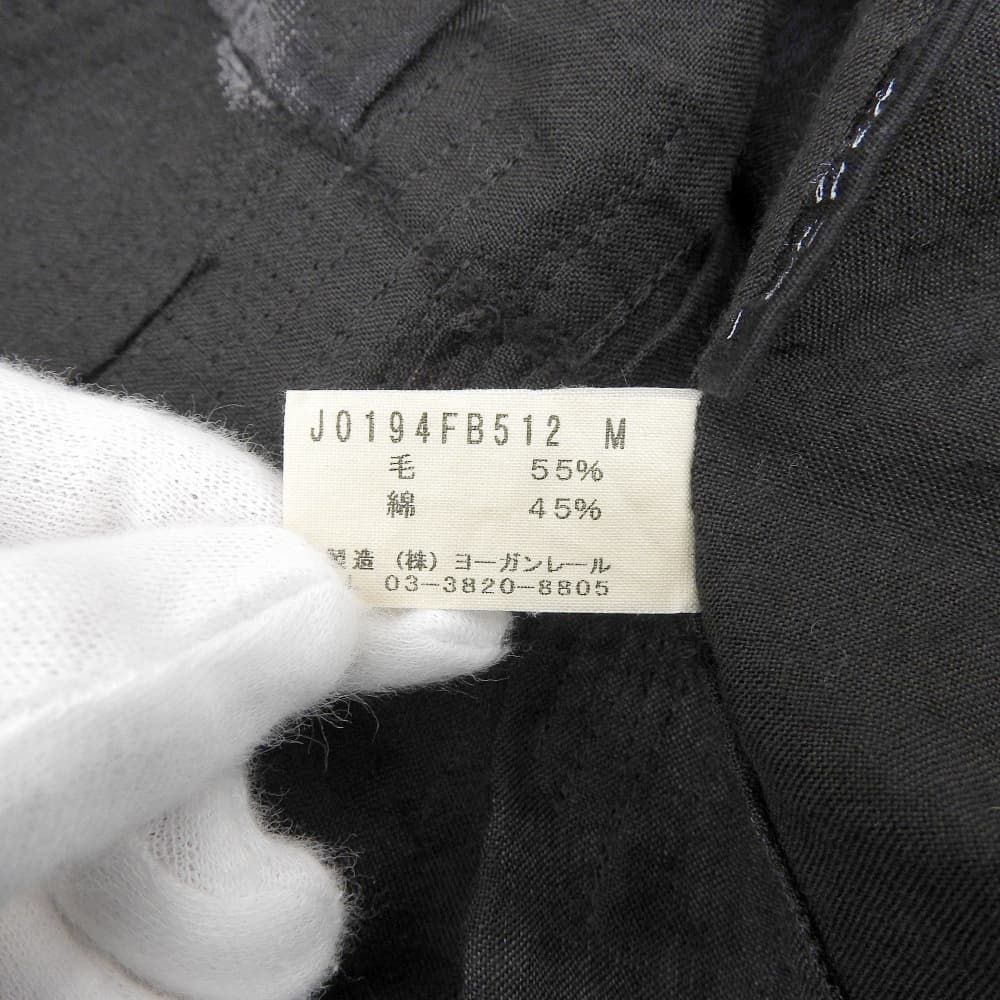 J0194FB512 M
毛 55%
綿 45%
製造 (株) ヨーガンレール
03-3820-8805